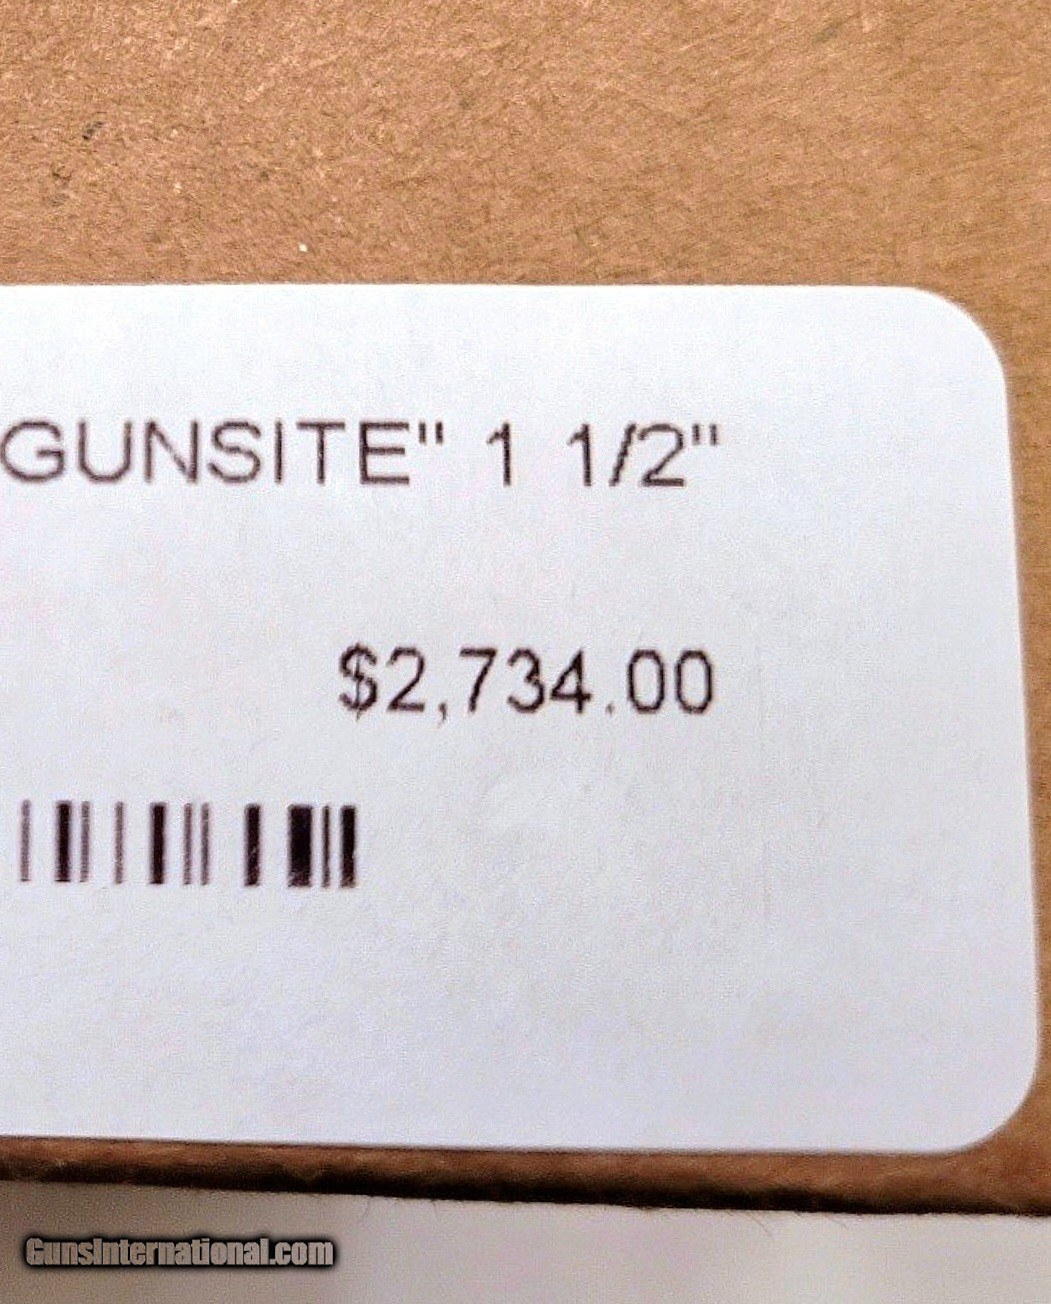 GUNSITE" 1 1/2"
$2,734.00
GunsInternational.com